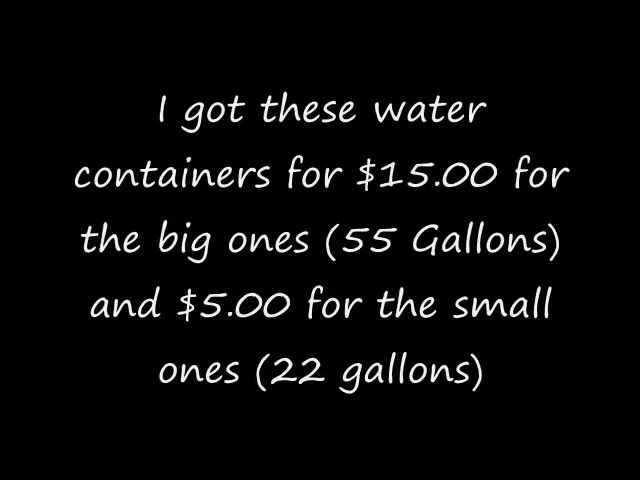 I got these water
containers for $15.00 for
the big ones (55 Gallons)
and $5.00 for the small
ones (22 gallons)